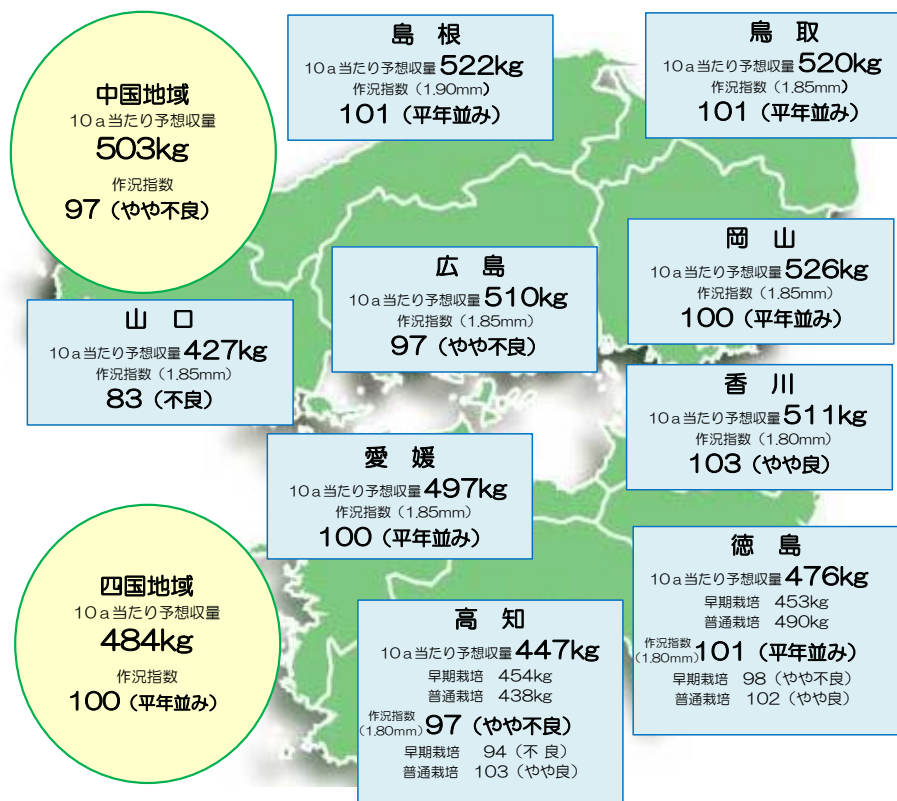 中国地域
10a当たり予想収量
503kg
作況指数
97（やや不良）
島 根
10a当たり予想収量 522kg
作況指数（1.90mm）
101（平年並み）
鳥 取
10a当たり予想収量 520kg
作況指数（1.85mm）
101（平年並み）
岡 山
10a当たり予想収量 526kg
作況指数（1.85mm）
100（平年並み）
広 島
10a当たり予想収量 510kg
作況指数（1.85mm）
97（やや不良）
山 口
10a当たり予想収量 427kg
作況指数（1.85mm）
83（不良）
香 川
10a当たり予想収量 511kg
作況指数（1.80mm）
103（やや良）
愛 媛
10a当たり予想収量 497kg
作況指数（1.85mm）
100（平年並み）
四国地域
10a当たり予想収量
484kg
作況指数
100（平年並み）
徳 島
10a当たり予想収量 476kg
早期栽培 453kg
普通栽培 490kg
作況指数（1.80mm）101（平年並み）
早期栽培 98（やや不良）
普通栽培 102（やや良）
高 知
10a当たり予想収量 447kg
早期栽培 454kg
普通栽培 438kg
作況指数（1.80mm）97（やや不良）
早期栽培 94（不 良）
普通栽培 103（やや良）